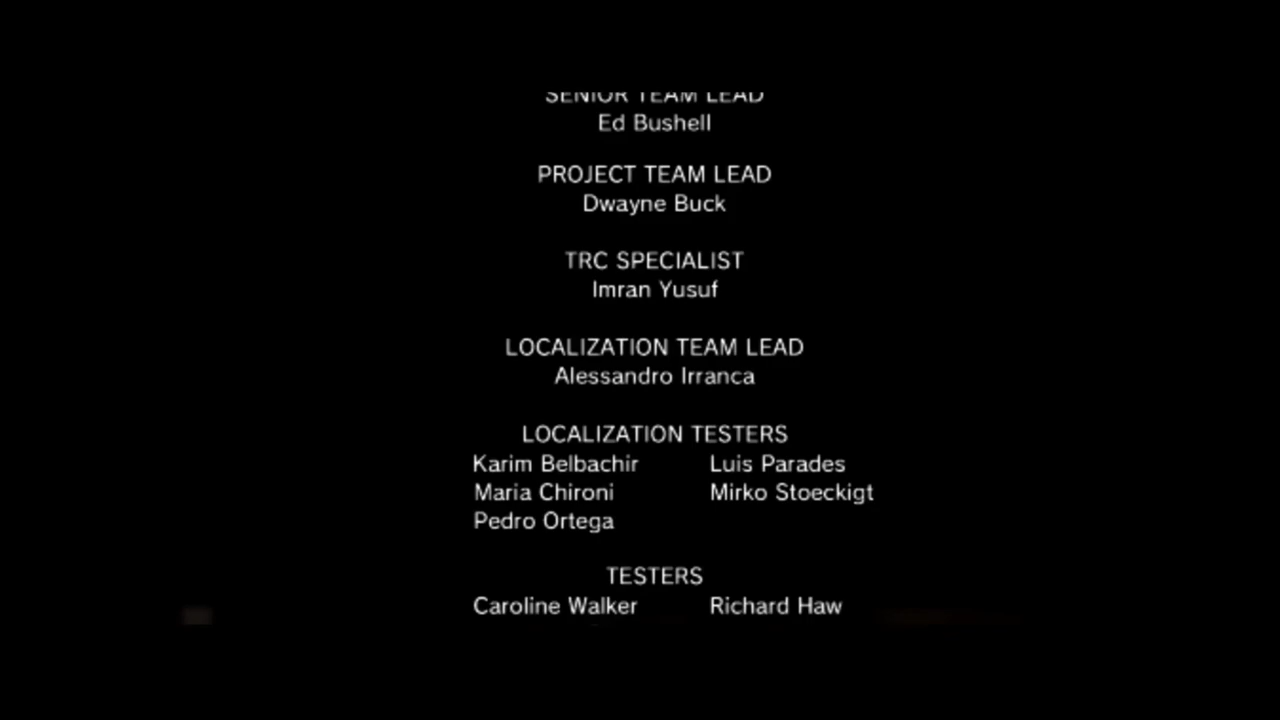 SENIOR TEAM LEAD
Ed Bushell
PROJECT TEAM LEAD
Dwayne Buck
TRC SPECIALIST
Imran Yusuf
LOCALIZATION TEAM LEAD
Alessandro Irranca
LOCALIZATION TESTERS
Karim Belbachir Luis Parades
Maria Chironi Mirko Stoeckigt
Pedro Ortega
TESTERS
Caroline Walker Richard Haw